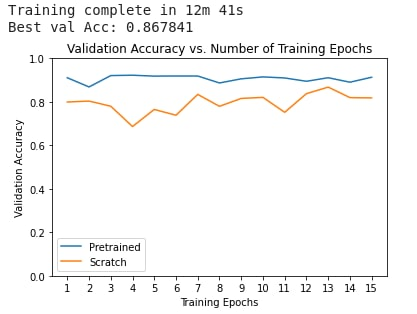 Training complete in 12m 41s
Best val Acc: 0.867841
Validation Accuracy vs. Number of Training Epochs
1.0
0.8
0.6
0.4
0.2
0.0
Validation Accuracy
Pretrained
Scratch
1 2 3 4 5 6 7 8 9 10 11 12 13 14 15
Training Epochs